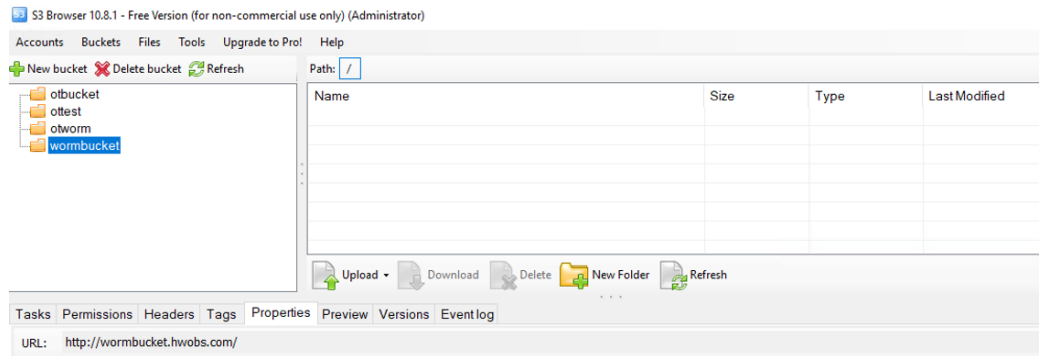 S3 Browser 10.8.1 - Free Version (for non-commercial use only) (Administrator)
Accounts Buckets Files Tools Upgrade to Pro! Help
New bucket Delete bucket Refresh
Path: /
otbucket
ottest
otworm
wormbucket
Name Size Type Last Modified
Upload Download Delete New Folder Refresh
Tasks Permissions Headers Tags Properties Preview Versions Eventlog
URL: http://wormbucket.hwobs.com/